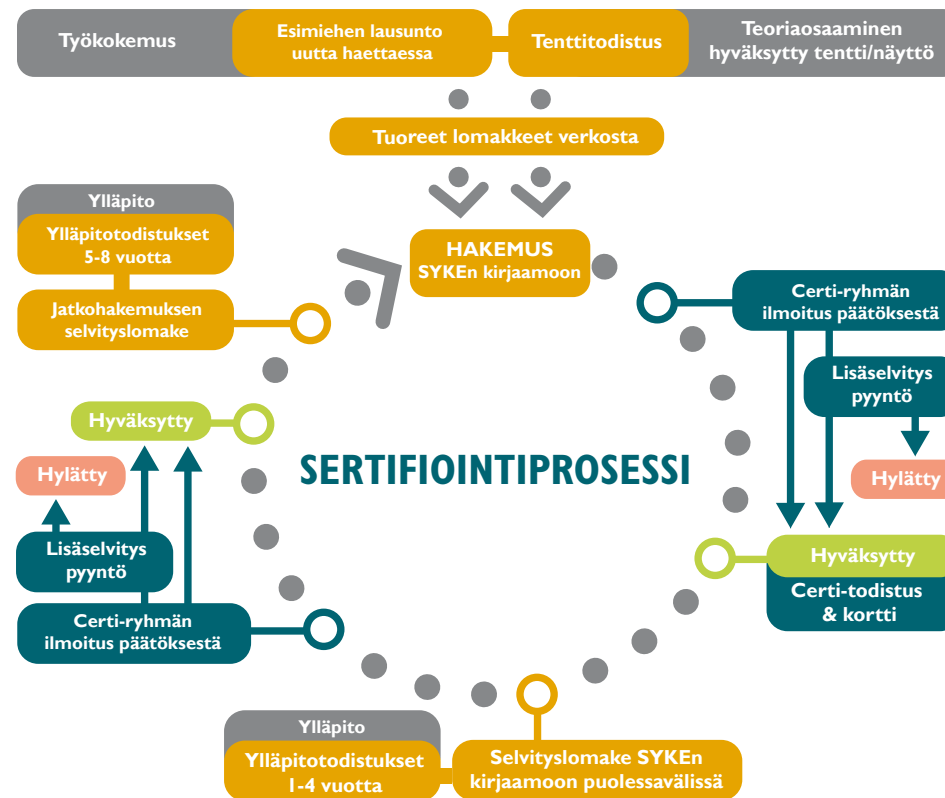 Työkokemus
Esimiehen lausunto
uutta haettaessa
Tenttitodistus
Teoriaosaaminen
hyväksytty tentti/näyttö
Tuoreet lomakkeet verkosta
HAKEMUS
SYKEn kirjaamoon
Ylläpito
Ylläpitotodistukset
5-8 vuotta
Jatkohakemuksen
selvityslomake
Certi-ryhmän
ilmoitus päätöksestä
Lisäselvitys
pyyntö
Hylätty
Hyväksytty
Certi-todistus
& kortti
SERTIFIOINTIPROSESSI
Hyväksytty
Hylätty
Lisäselvitys
pyyntö
Certi-ryhmän
ilmoitus päätöksestä
Ylläpito
Ylläpitotodistukset
1-4 vuotta
Selvityslomake SYKEn
kirjaamoon puolessavälissä